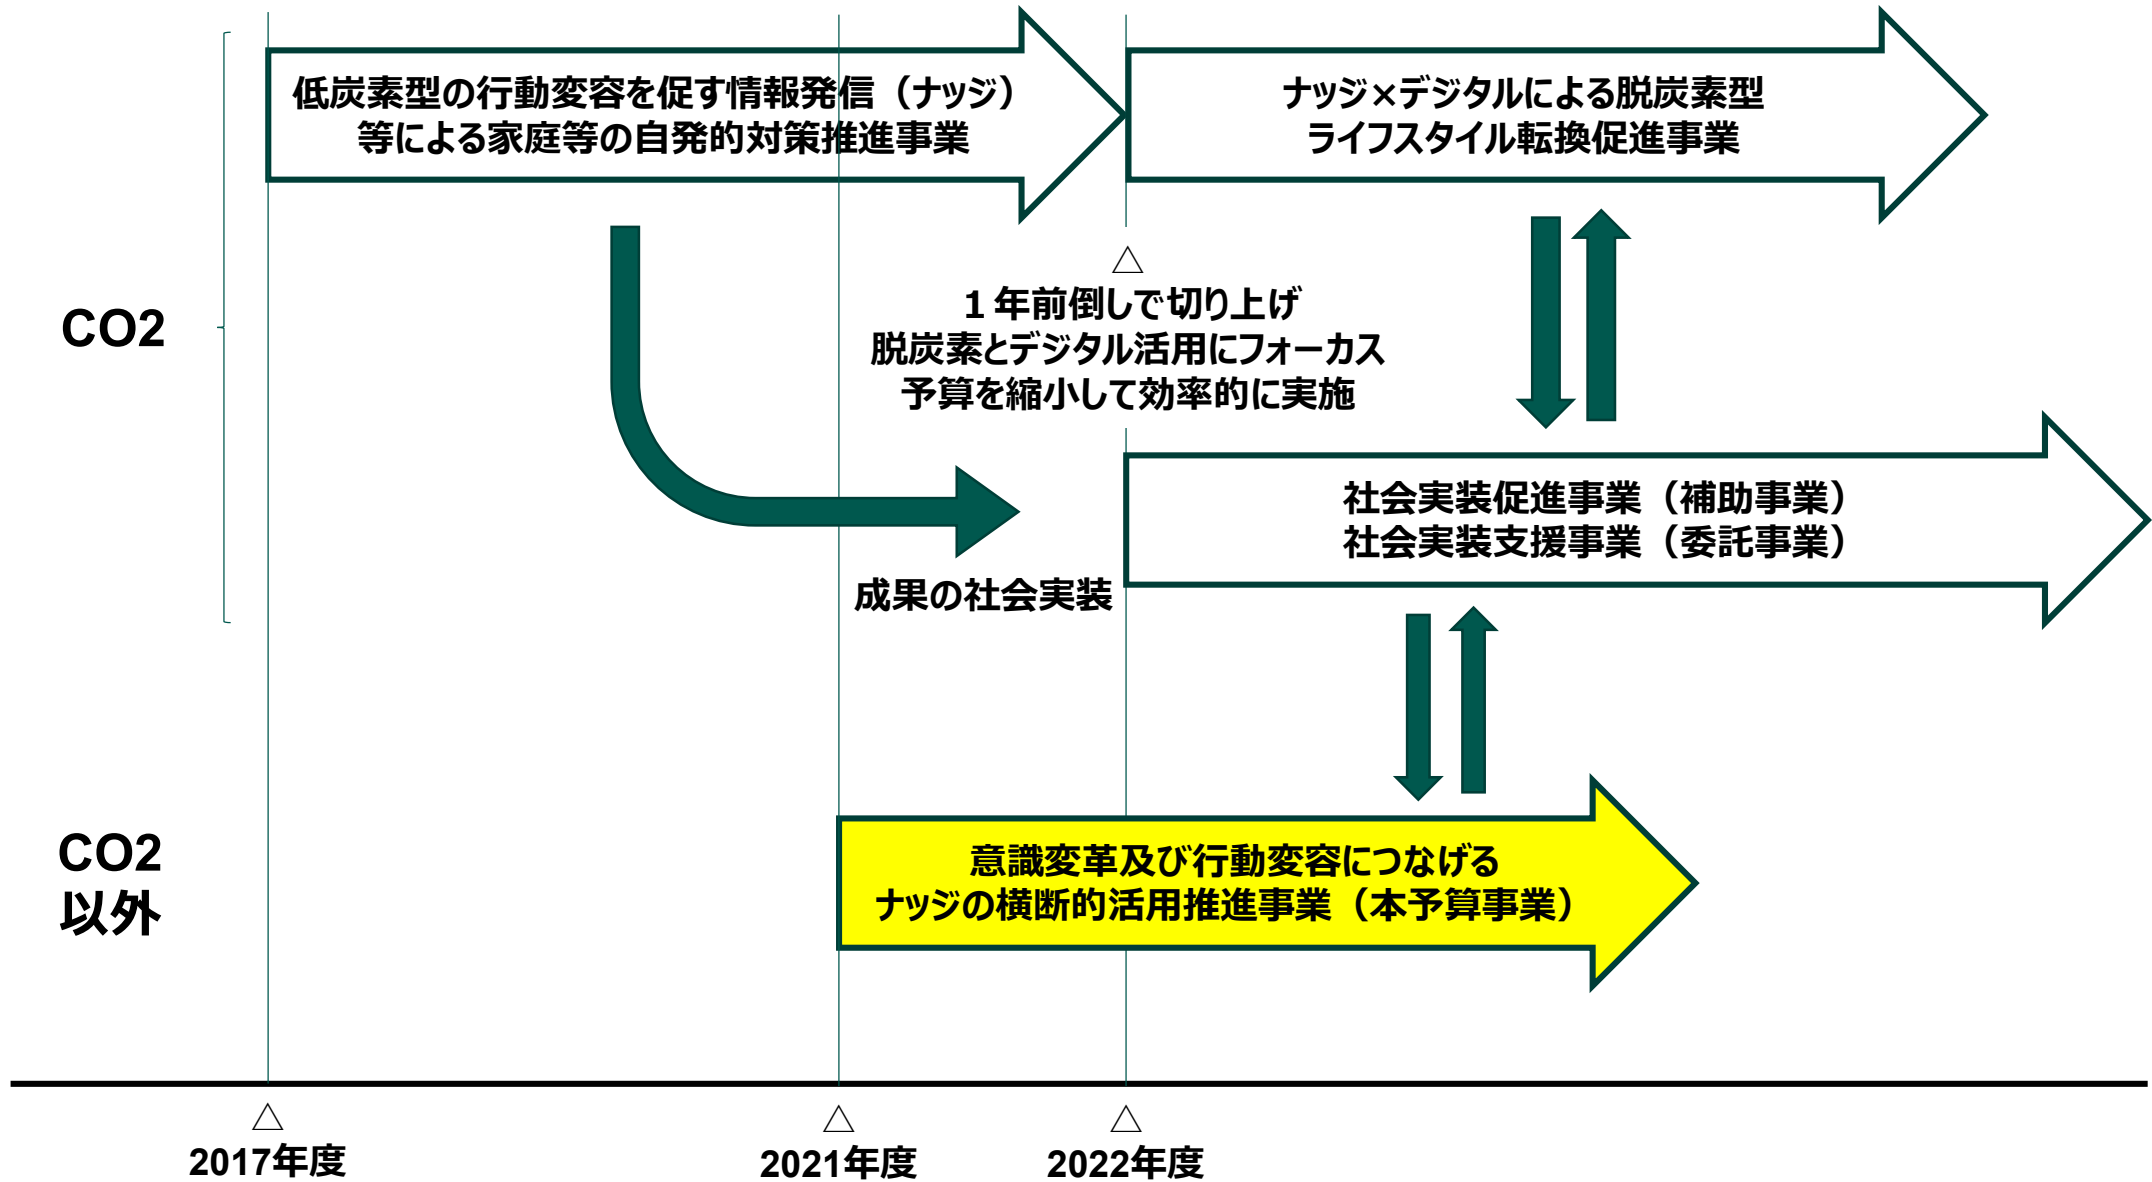 低炭素型の行動変容を促す情報発信（ナッジ）
等による家庭等の自発的対策推進事業
ナッジ×デジタルによる脱炭素型
ライフスタイル転換促進事業
CO2
△
１年前倒しで切り上げ
脱炭素とデジタル活用にフォーカス
予算を縮小して効率的に実施
社会実装促進事業（補助事業）
社会実装支援事業（委託事業）
成果の社会実装
CO2
以外
意識変革及び行動変容につなげる
ナッジの横断的活用推進事業（本予算事業）
△
2017年度
△
2021年度
△
2022年度